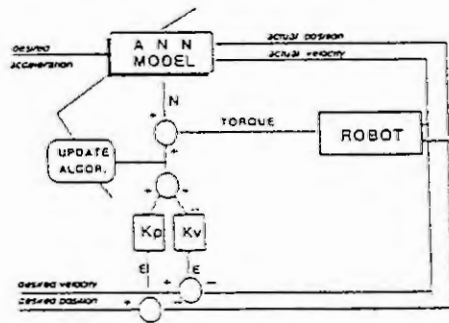 A N N
MODEL
desired
acceleration
actual position
actual velocity
N
+
TORQUE
ROBOT
+
UPDATE
ALGOR.
+ +
Kp
Kv
E
E
desired velocity
+ -
desired position
+ -